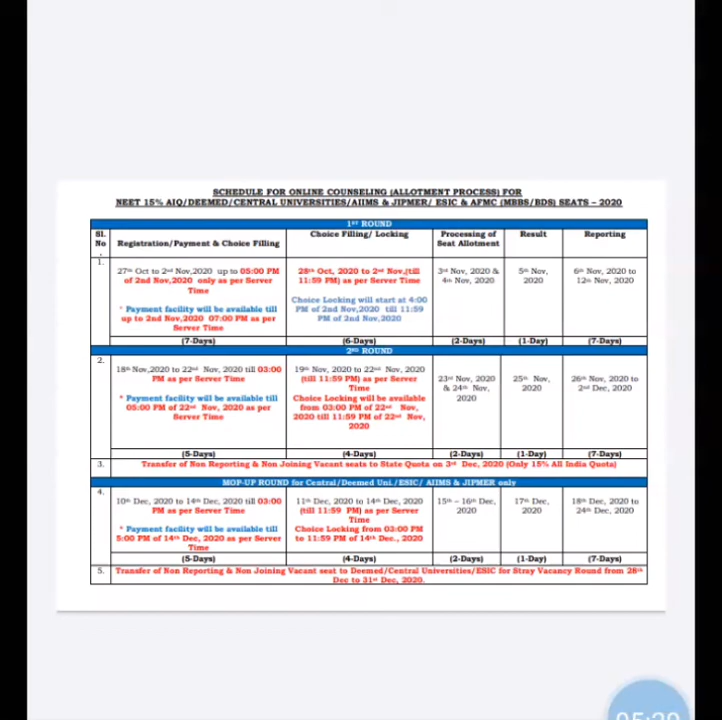 SCHEDULE FOR ONLINE COUNSELING (ALLOTMENT PROCESS) FOR
NEET 15% AIQ/DEEMED/CENTRAL UNIVERSITIES/AIIMS & JIPMER/ ESIC & AFMC (MBBS/BDS) SEATS – 2020
1ST ROUND
Sl. No . Registration/Payment & Choice Filling Choice Filling/ Locking Processing of Seat Allotment Result Reporting
1.
27th Oct to 2nd Nov,2020 up to 05:00 PM
of 2nd Nov,2020 only as per Server
Time
* Payment facility will be available till
up to 2nd Nov,2020 07:00 PM as per
Server Time
28th Oct, 2020 to 2nd Nov,(till
11:59 PM) as per Server Time
Choice Locking will start at 4:00
PM of 2nd Nov,2020 till 11:59
PM of 2nd Nov,2020
3rd Nov, 2020 &
4th Nov, 2020
5th Nov,
2020
6th Nov, 2020 to
12th Nov, 2020
(7-Days) (6-Days) (2-Days) (1-Day) (7-Days)
2ND ROUND
2.
18th Nov,2020 to 22nd Nov, 2020 till 03:00
PM as per Server Time
* Payment facility will be available till
05:00 PM of 22nd Nov, 2020 as per
Server Time
19th Nov, 2020 to 22nd Nov, 2020
(till 11:59 PM) as per Server
Time
Choice Locking will be available
from 03:00 PM of 22nd Nov,
2020 till 11:59 PM of 22nd Nov,
2020
23rd Nov, 2020
& 24th Nov,
2020
25th Nov,
2020
26th Nov, 2020 to
2nd Dec, 2020
(5-Days) (4-Days) (2-Days) (1-Day) (7-Days)
3. Transfer of Non Reporting & Non Joining Vacant seats to State Quota on 3rd Dec, 2020 (Only 15% All India Quota)
MOP-UP ROUND for Central/Deemed Uni./ESIC/ AIIMS & JIPMER only
4.
10th Dec, 2020 to 14th Dec, 2020 till 03:00
PM as per Server Time
* Payment facility will be available till
5:00 PM of 14th Dec, 2020 as per Server
Time
11th Dec, 2020 to 14th Dec, 2020
(till 11:59 PM) as per Server
Time
Choice Locking from 03:00 PM
to 11:59 PM of 14th Dec., 2020
15th – 16th Dec,
2020
17th Dec,
2020
18th Dec, 2020 to
24th Dec, 2020
(5-Days) (4-Days) (2-Days) (1-Day) (7-Days)
5. Transfer of Non Reporting & Non Joining Vacant seat to Deemed/Central Universities/ESIC for Stray Vacancy Round from 28th
Dec to 31st Dec, 2020.